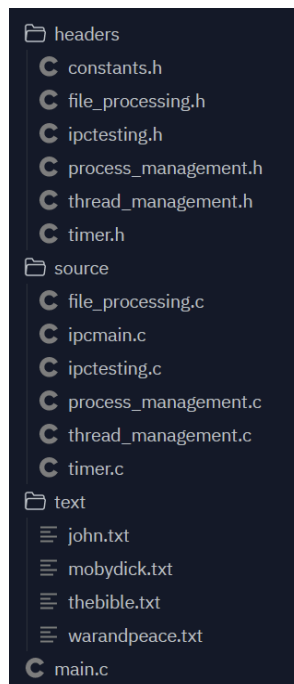 headers
constants.h
file_processing.h
ipctesting.h
process_management.h
thread_management.h
timer.h
source
file_processing.c
ipcmain.c
ipctesting.c
process_management.c
thread_management.c
timer.c
text
john.txt
mobydick.txt
thebible.txt
warandpeace.txt
main.c